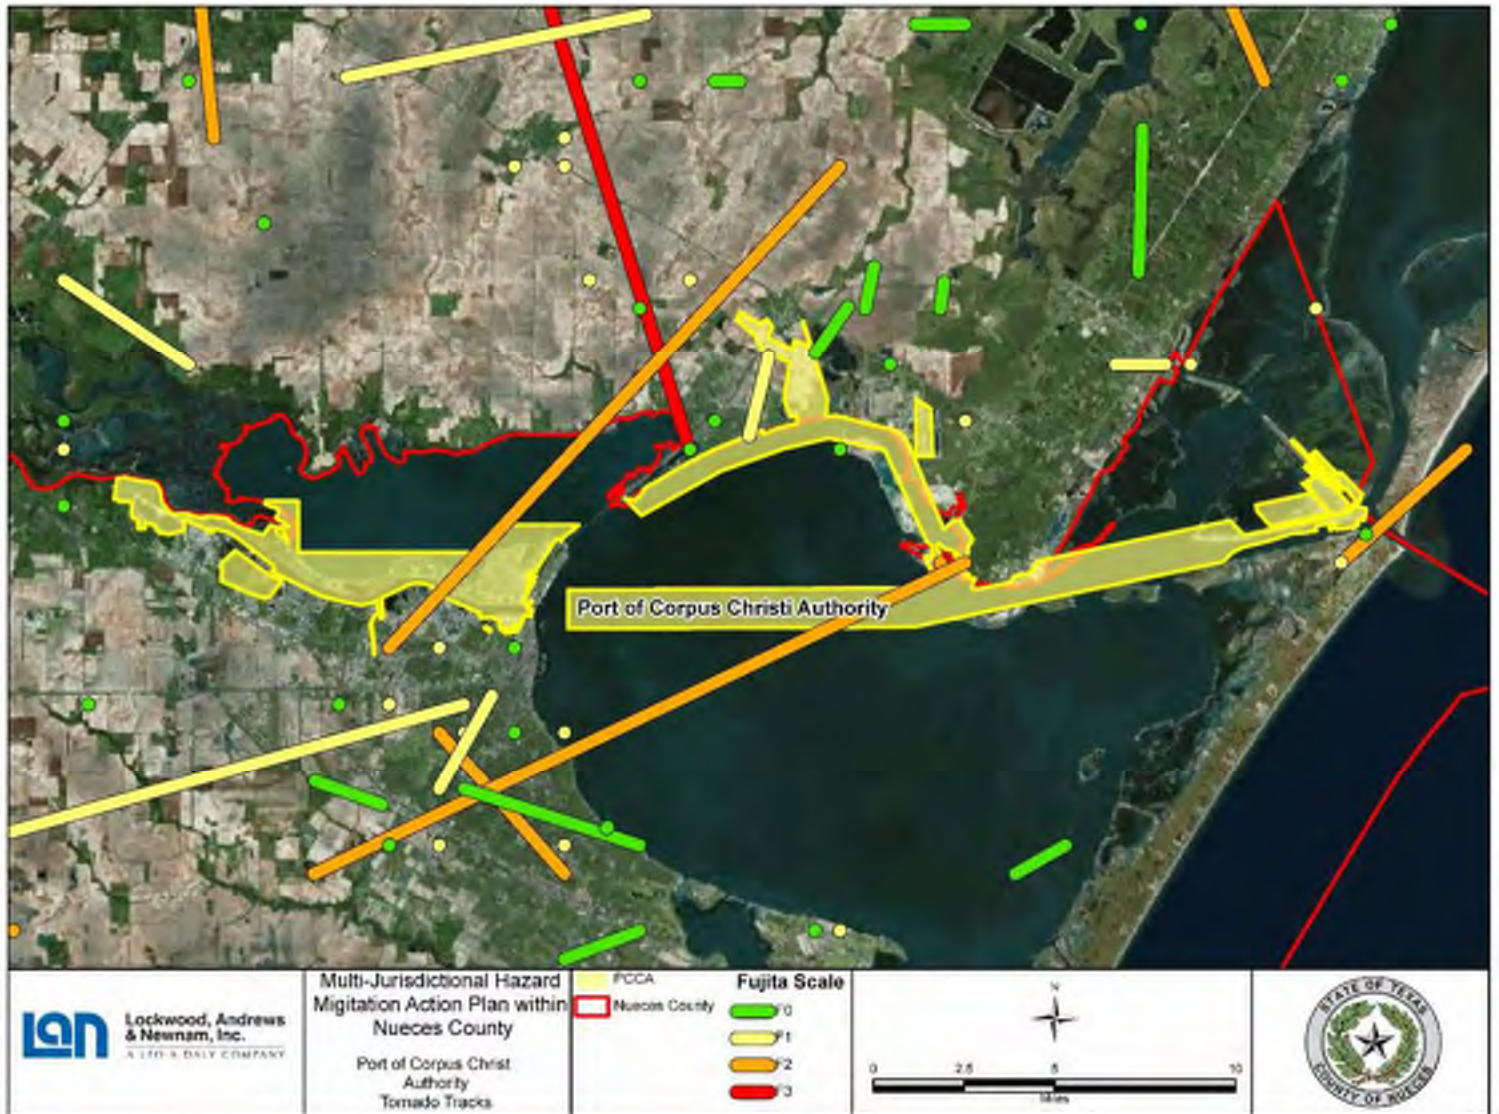 Port of Corpus Christi Authority
Lan
Lockwood, Andrews
& Newnam, Inc.
A LEO A DALY COMPANY
Multi-Jurisdictional Hazard
Migitation Action Plan within
Nueces County
Port of Corpus Christ
Authority
Tornado Tracks
PCCA
Nueces County
Fujita Scale
F0
F1
F2
F3
N
0 2.5 5 10
Miles
STATE OF TEXAS
COUNTY OF NUECES